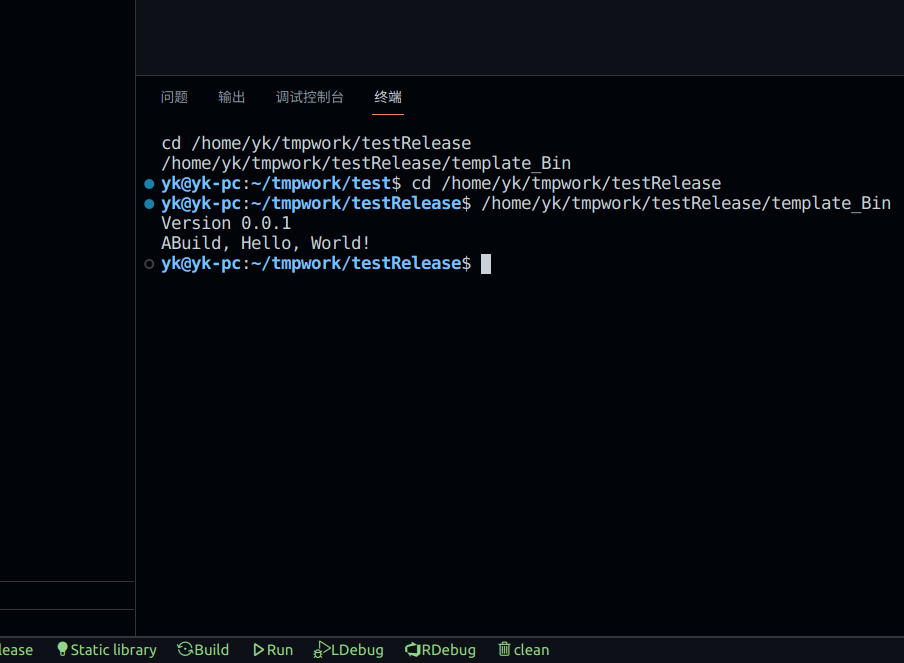 问题 输出 调试控制台 终端
cd /home/yk/tmpwork/testRelease
/home/yk/tmpwork/testRelease/template_Bin
yk@yk-pc:~/tmpwork/test$ cd /home/yk/tmpwork/testRelease
yk@yk-pc:~/tmpwork/testRelease$ /home/yk/tmpwork/testRelease/template_Bin
Version 0.0.1
ABuild, Hello, World!
yk@yk-pc:~/tmpwork/testRelease$
lease Static library Build Run LDebug RDebug clean